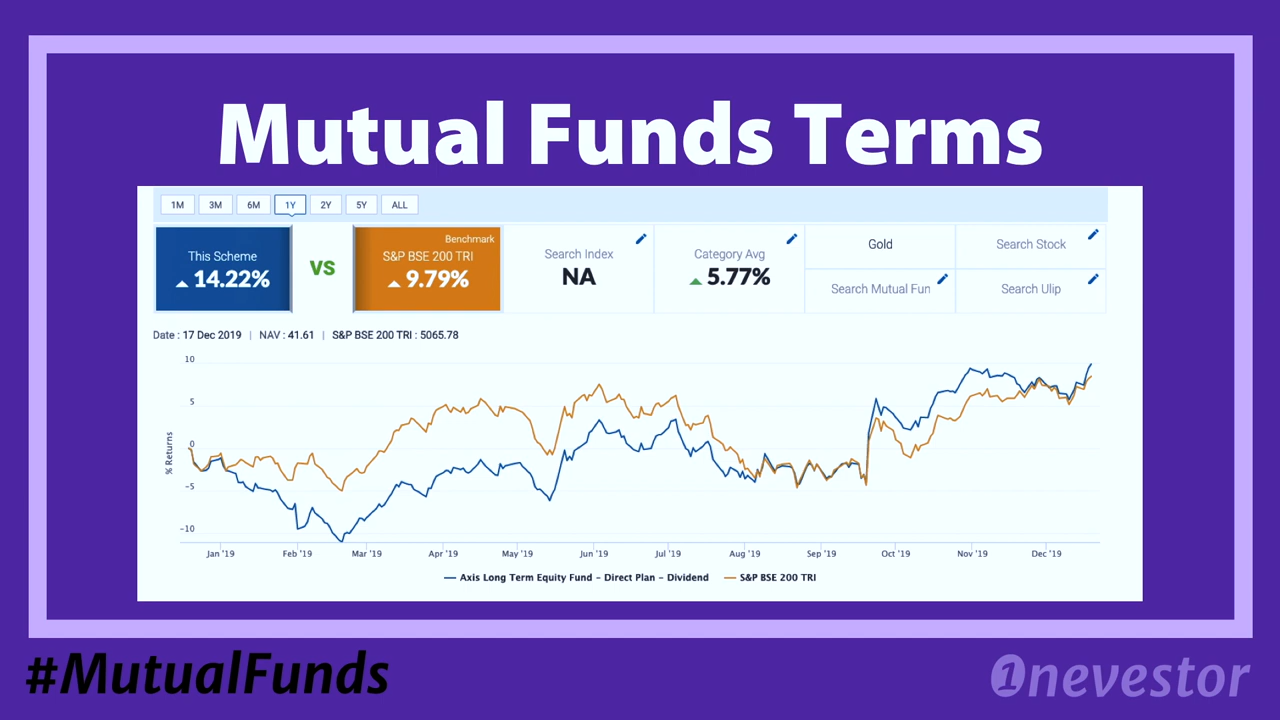 Mutual Funds Terms
1M 3M 6M 1Y 2Y 5Y ALL
This Scheme
14.22%
VS
Benchmark
S&P BSE 200 TRI
9.79%
Search Index
NA
Category Avg
5.77%
Gold
Search Stock
Search Mutual Fun
Search Ulip
Date : 17 Dec 2019 | NAV : 41.61 | S&P BSE 200 TRI : 5065.78
% Returns
10
5
0
-5
-10
Jan '19 Feb '19 Mar '19 Apr '19 May '19 Jun '19 Jul '19 Aug '19 Sep '19 Oct '19 Nov '19 Dec '19
Axis Long Term Equity Fund - Direct Plan - Dividend S&P BSE 200 TRI
#MutualFunds
1nevestor